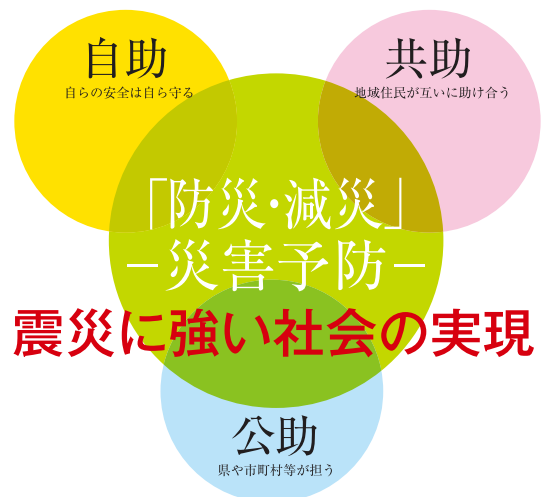 自助
自らの安全は自ら守る
共助
地域住民が互いに助け合う
「防災・減災」
－災害予防－
震災に強い社会の実現
公助
県や市町村等が担う